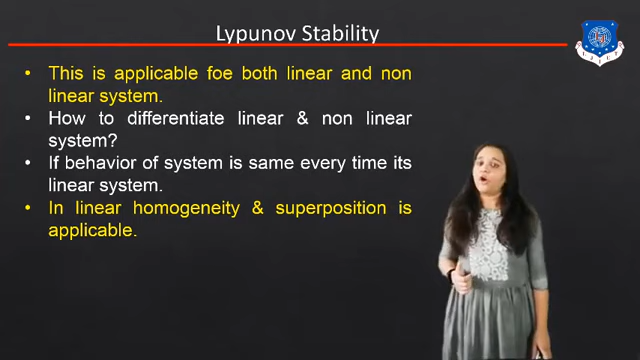 Lypunov Stability
• This is applicable foe both linear and non
linear system.
• How to differentiate linear & non linear
system?
• If behavior of system is same every time its
linear system.
• In linear homogeneity & superposition is
applicable.